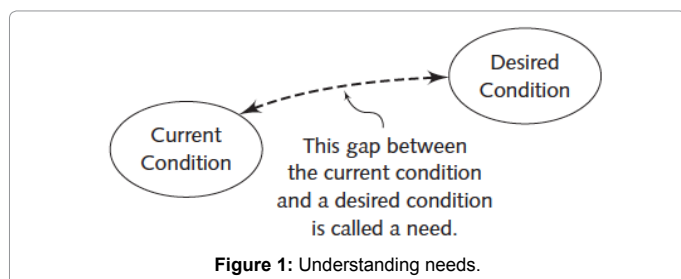 Desired
Condition
Current
Condition
This gap between
the current condition
and a desired condition
is called a need.
Figure 1: Understanding needs.